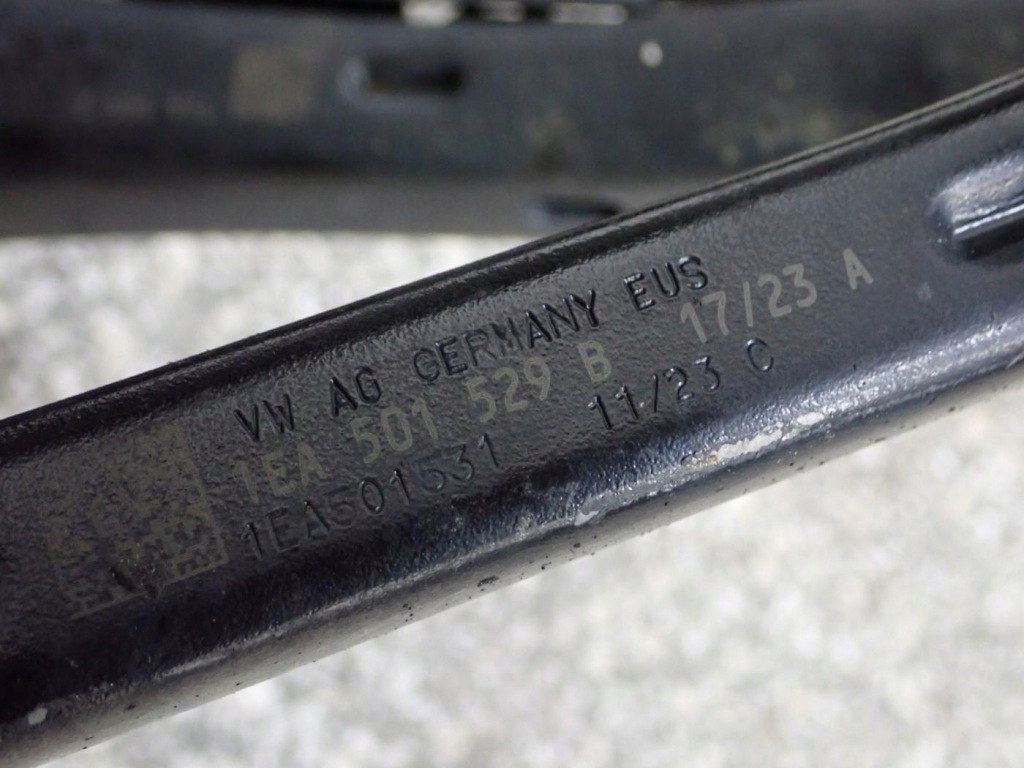 VW AG GERMANY EUS
1EA 501 529 B 17/23 A
1EA501531 11/23 C